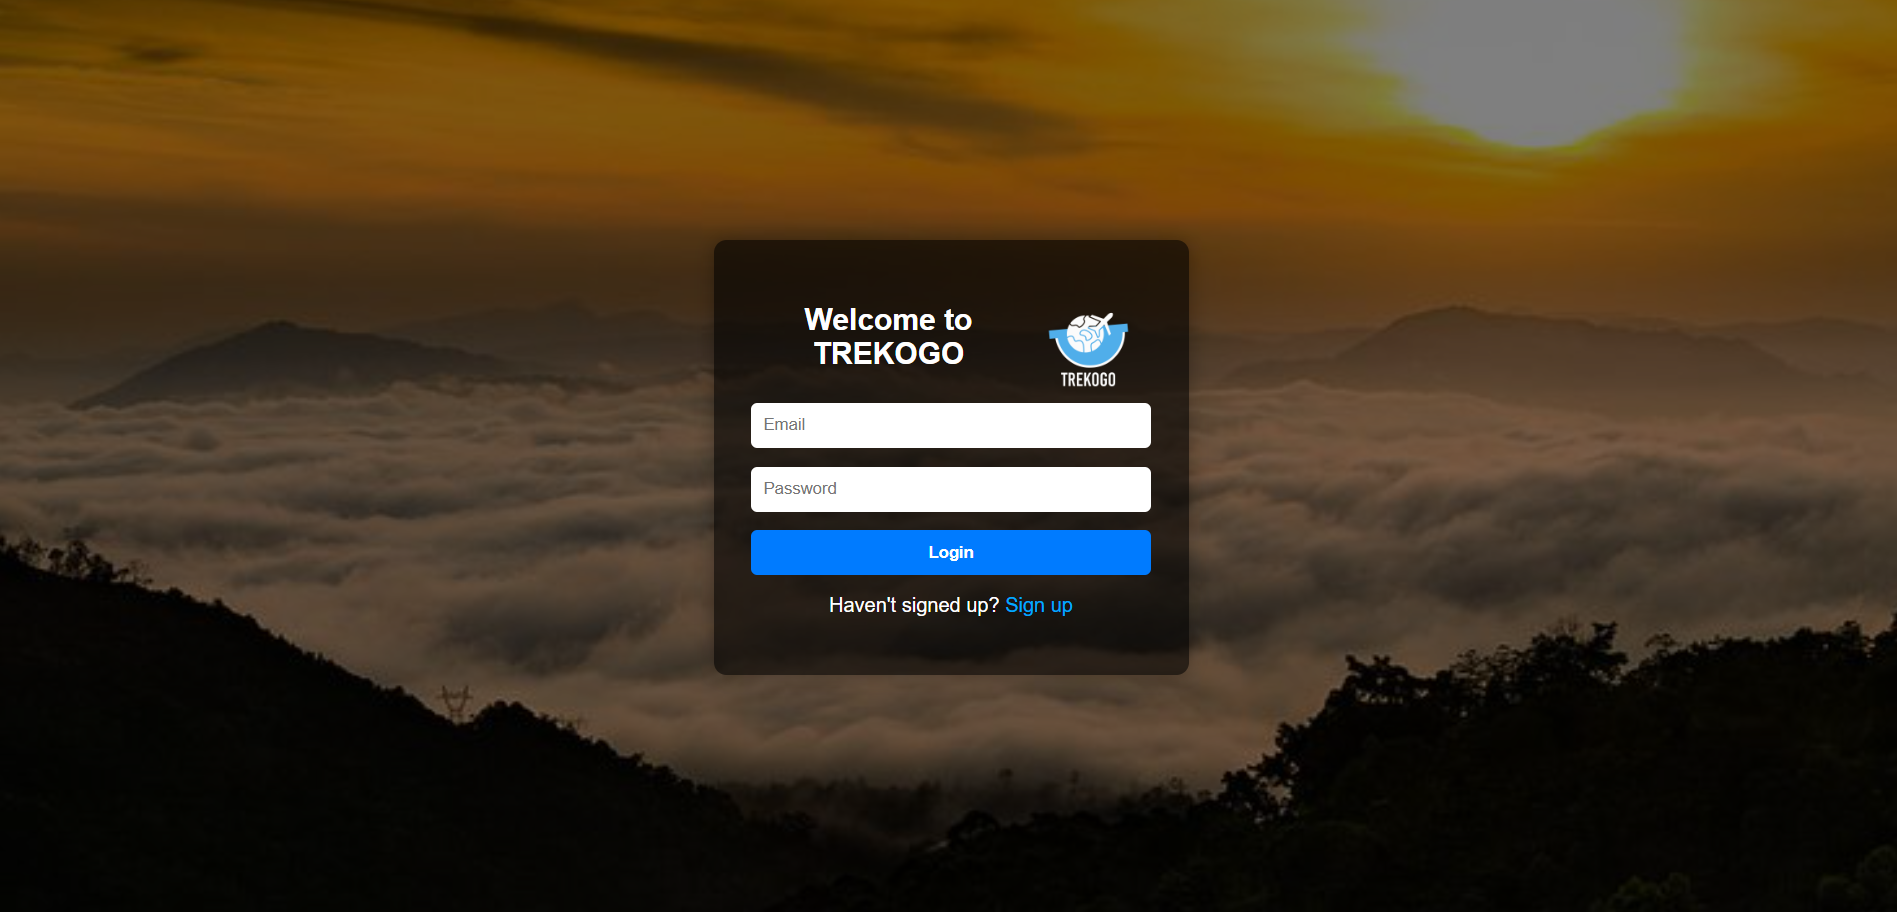 Welcome to
TREKOGO
TREKOGO
Email
Password
Login
Haven't signed up? Sign up